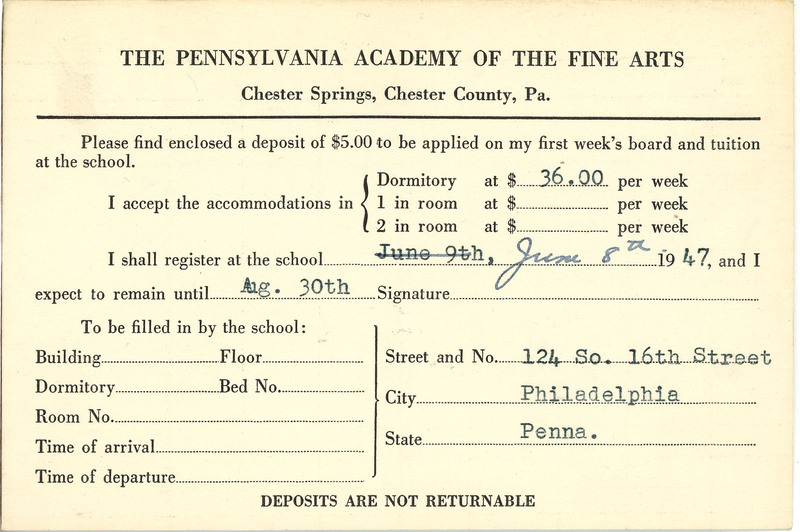 THE PENNSYLVANIA ACADEMY OF THE FINE ARTS
Chester Springs, Chester County, Pa.
Please find enclosed a deposit of $5.00 to be applied on my first week's board and tuition
at the school.
I accept the accommodations in
Dormitory at $ 36.00 per week
1 in room at $ per week
2 in room at $ per week
I shall register at the school June 9th, June 8th 1947, and I
expect to remain until Aug. 30th Signature
To be filled in by the school:
Building Floor
Dormitory Bed No.
Room No.
Time of arrival
Time of departure
Street and No. 124 So. 16th Street
City Philadelphia
State Penna.
DEPOSITS ARE NOT RETURNABLE